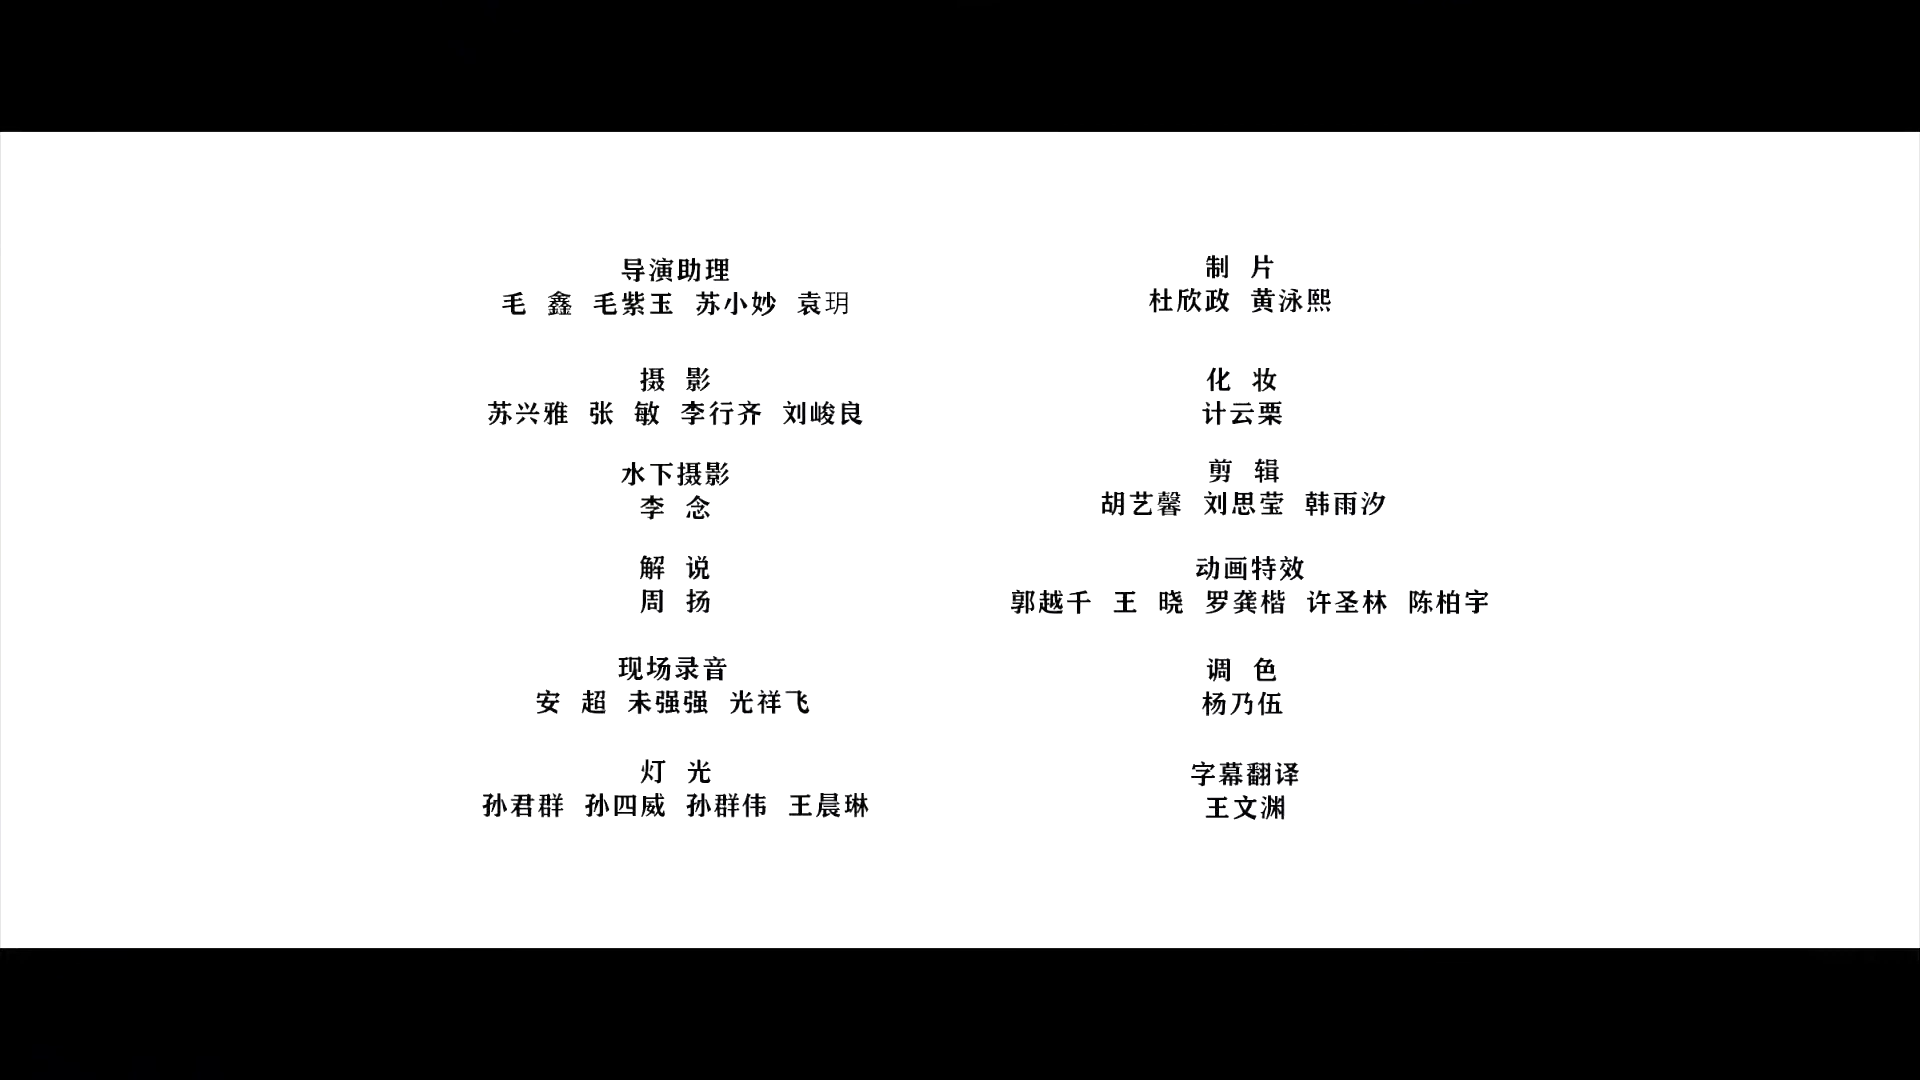 导演助理
毛 鑫 毛紫玉 苏小妙 袁玥
摄 影
苏兴雅 张 敏 李行齐 刘峻良
水下摄影
李 念
解 说
周 扬
现场录音
安 超 未强强 光祥飞
灯 光
孙君群 孙四威 孙群伟 王晨琳
制 片
杜欣政 黄泳熙
化 妆
计云栗
剪 辑
胡艺馨 刘思莹 韩雨汐
动画特效
郭越千 王 晓 罗龚楷 许圣林 陈柏宇
调 色
杨乃伍
字幕翻译
王文渊